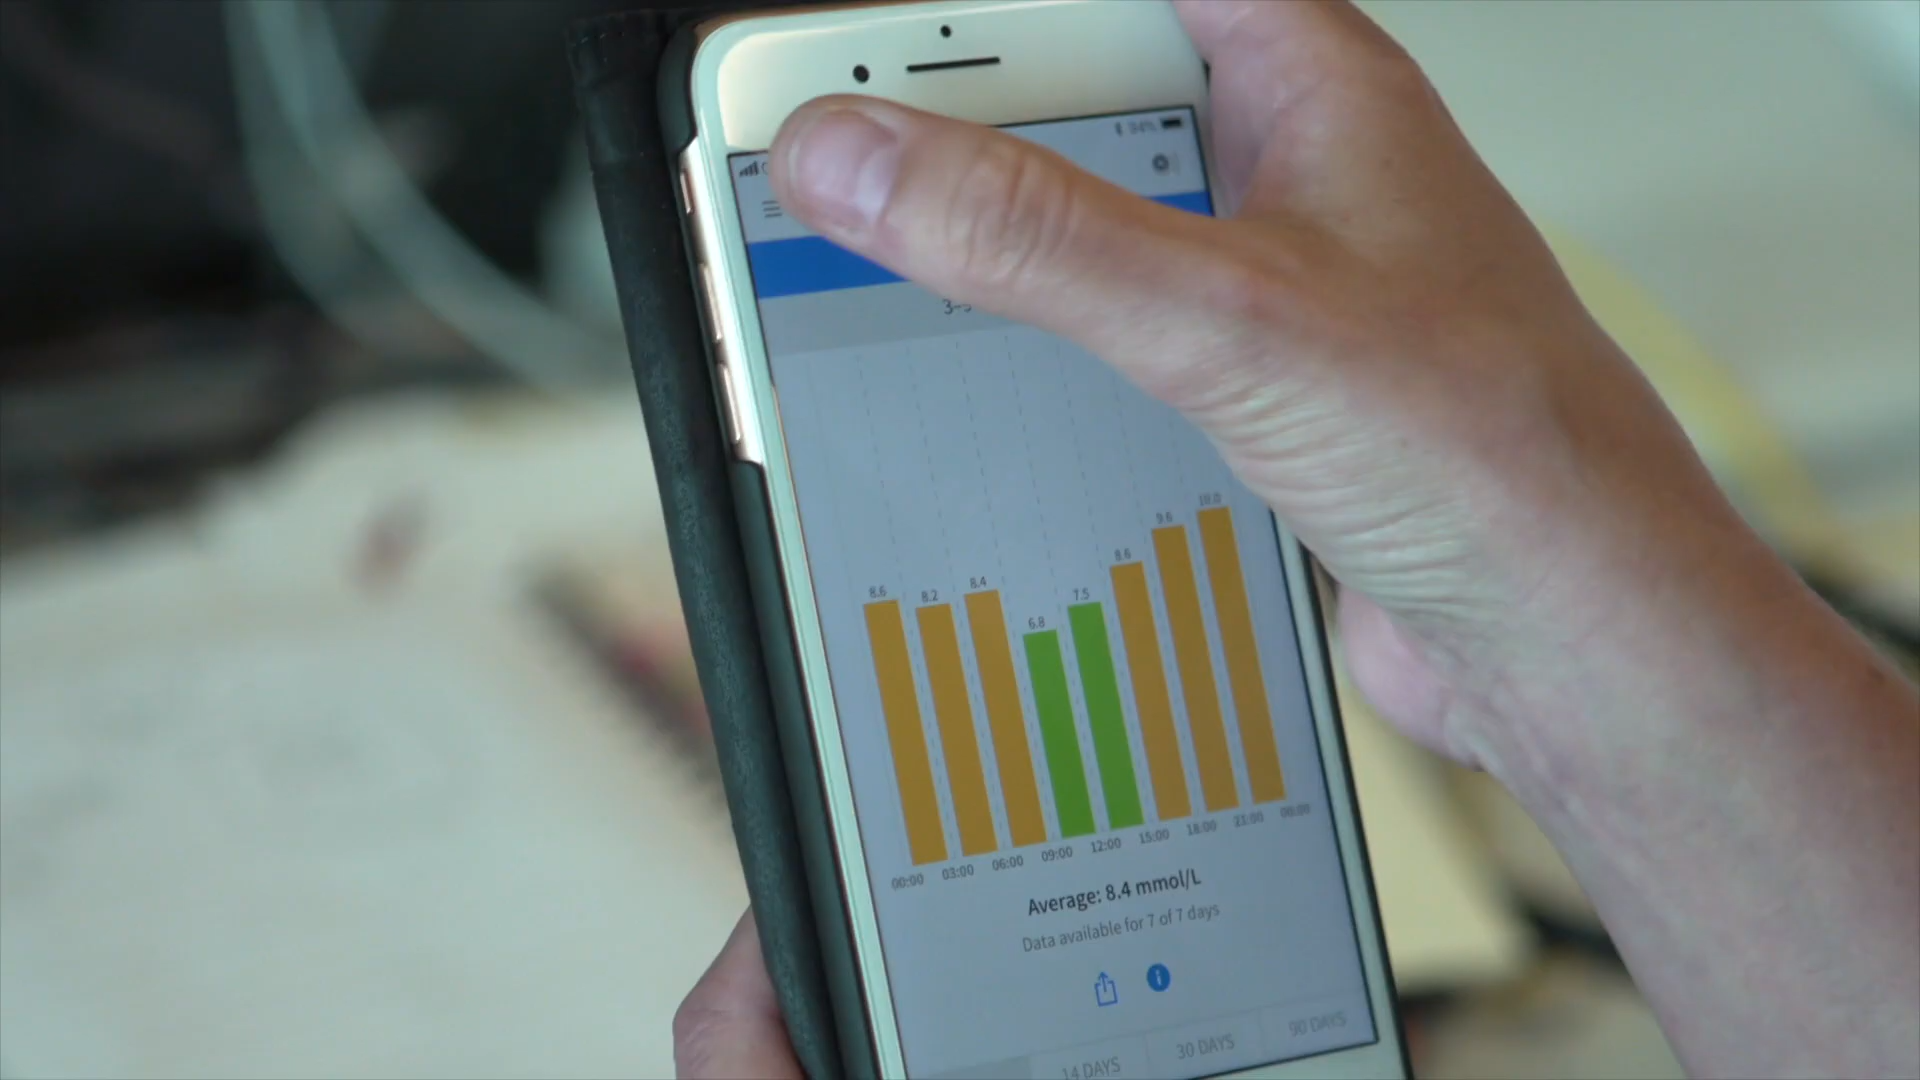 94%
8.6 8.2 8.4 6.8 7.5 8.6 9.6 10.0
00:00 03:00 06:00 09:00 12:00 15:00 18:00 21:00 00:00
Average: 8.4 mmol/L
Data available for 7 of 7 days
i
14 DAYS 30 DAYS 90 DAYS